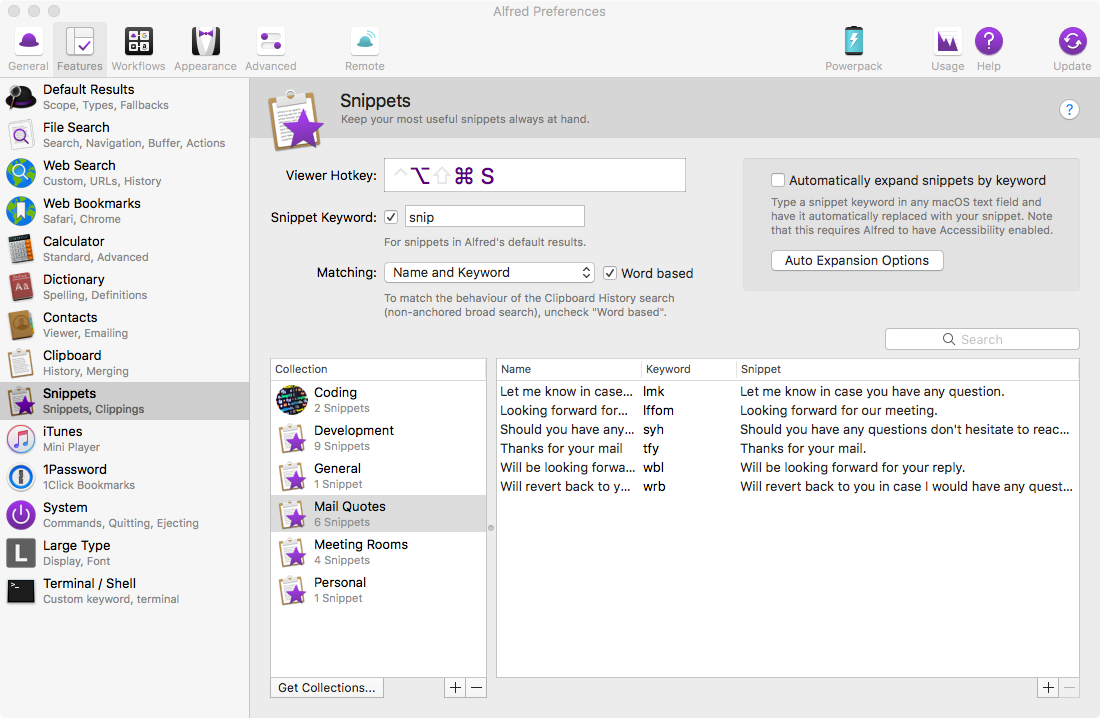 Alfred Preferences
General
Features
Workflows
Appearance
Advanced
Remote
Powerpack
Usage
Help
Update
Default Results
Scope, Types, Fallbacks
File Search
Search, Navigation, Buffer, Actions
Web Search
Custom, URLs, History
Web Bookmarks
Safari, Chrome
Calculator
Standard, Advanced
Dictionary
Spelling, Definitions
Contacts
Viewer, Emailing
Clipboard
History, Merging
Snippets
Snippets, Clippings
iTunes
Mini Player
1Password
1Click Bookmarks
System
Commands, Quitting, Ejecting
Large Type
Display, Font
Terminal / Shell
Custom keyword, terminal
Snippets
Keep your most useful snippets always at hand.
?
Viewer Hotkey: ^⌥⇧⌘ S
Snippet Keyword: snip
For snippets in Alfred's default results.
Matching: Name and Keyword Word based
To match the behaviour of the Clipboard History search
(non-anchored broad search), uncheck "Word based".
Automatically expand snippets by keyword
Type a snippet keyword in any macOS text field and
have it automatically replaced with your snippet. Note
that this requires Alfred to have Accessibility enabled.
Auto Expansion Options
Search
Collection
Coding
2 Snippets
Development
9 Snippets
General
1 Snippet
Mail Quotes
6 Snippets
Meeting Rooms
4 Snippets
Personal
1 Snippet
Get Collections...
+ −
Name Keyword Snippet
Let me know in case... lmk Let me know in case you have any question.
Looking forward for... lffom Looking forward for our meeting.
Should you have any... syh Should you have any questions don't hesitate to reac...
Thanks for your mail tfy Thanks for your mail.
Will be looking forwa... wbl Will be looking forward for your reply.
Will revert back to y... wrb Will revert back to you in case I would have any quest...
+ −